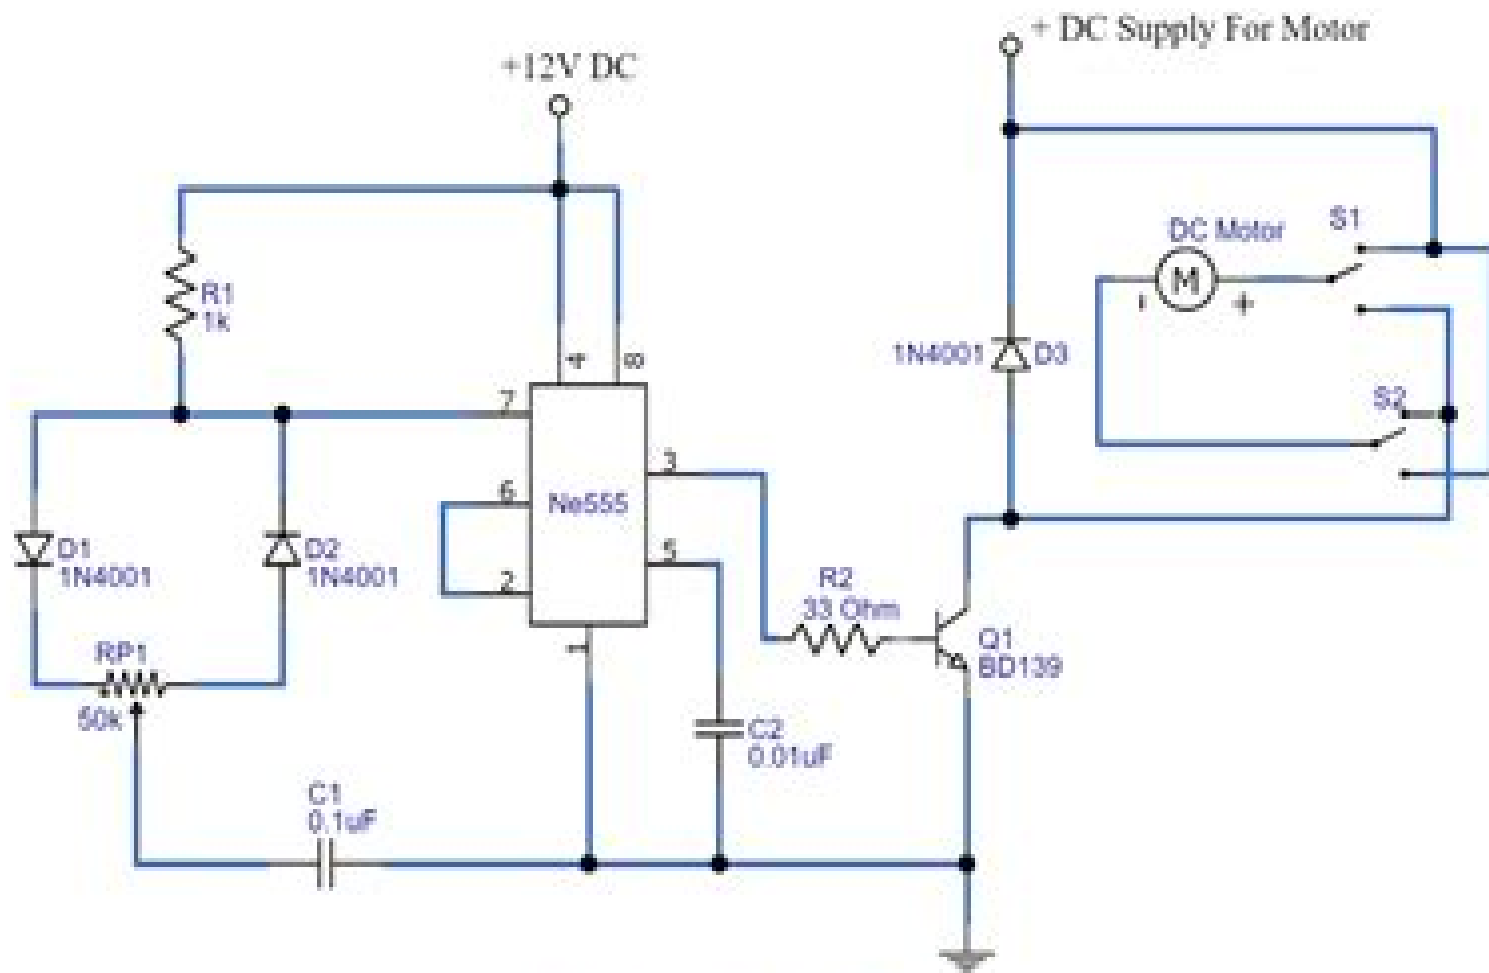 + DC Supply For Motor
+12V DC
S1
DC Motor
M
- +
R1
1k
4 8
1N4001 D3
S2
7
3
6
Ne555
5
2
D1
1N4001
D2
1N4001
R2
33 Ohm
1
RP1
50k
Q1
BD139
C2
0.01uF
C1
0.1uF